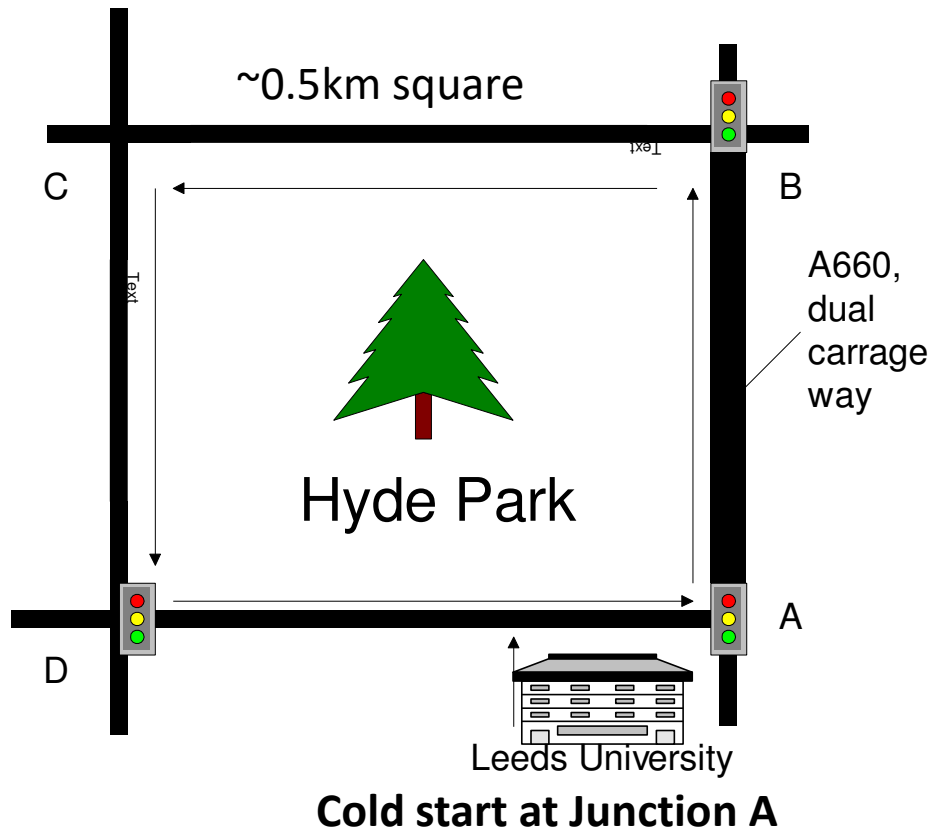 ~0.5km square
Text
C
B
Text
A660,
dual
carrage
way
Hyde Park
A
D
Leeds University
Cold start at Junction A